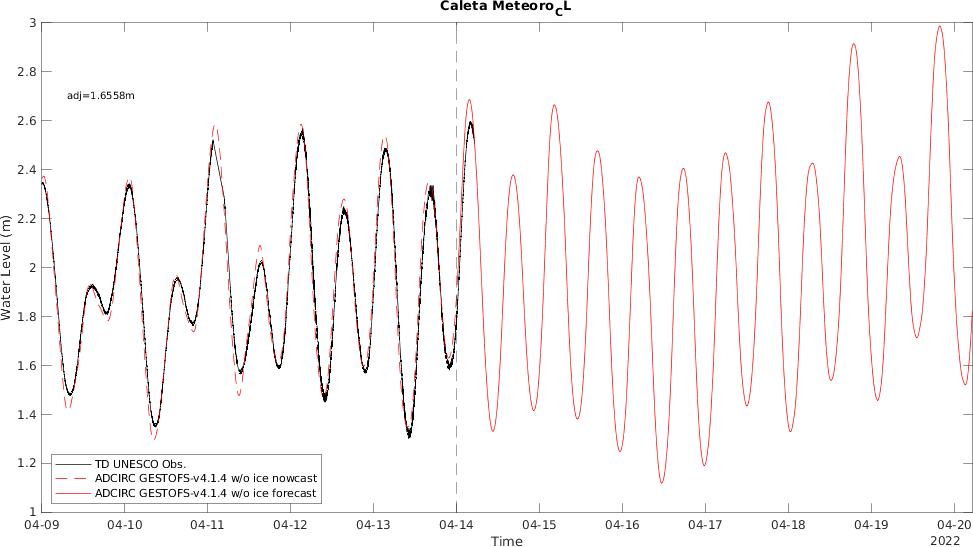 Caleta Meteoro_CL
3
2.8
adj=1.6558m
2.6
2.4
2.2
2
1.8
1.6
1.4
1.2
1
Water Level (m)
TD UNESCO Obs.
ADCIRC GESTOFS-v4.1.4 w/o ice nowcast
ADCIRC GESTOFS-v4.1.4 w/o ice forecast
04-09 04-10 04-11 04-12 04-13 04-14 04-15 04-16 04-17 04-18 04-19 04-20
Time
2022